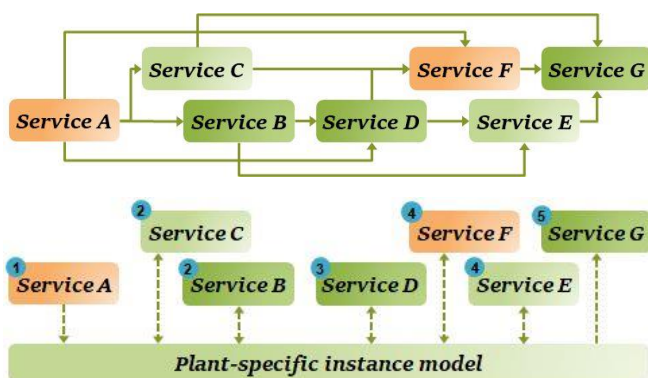 Service C
Service F
Service G
Service A
Service B
Service D
Service E
2
4
5
Service C
Service F
Service G
1
2
3
4
Service A
Service B
Service D
Service E
Plant-specific instance model